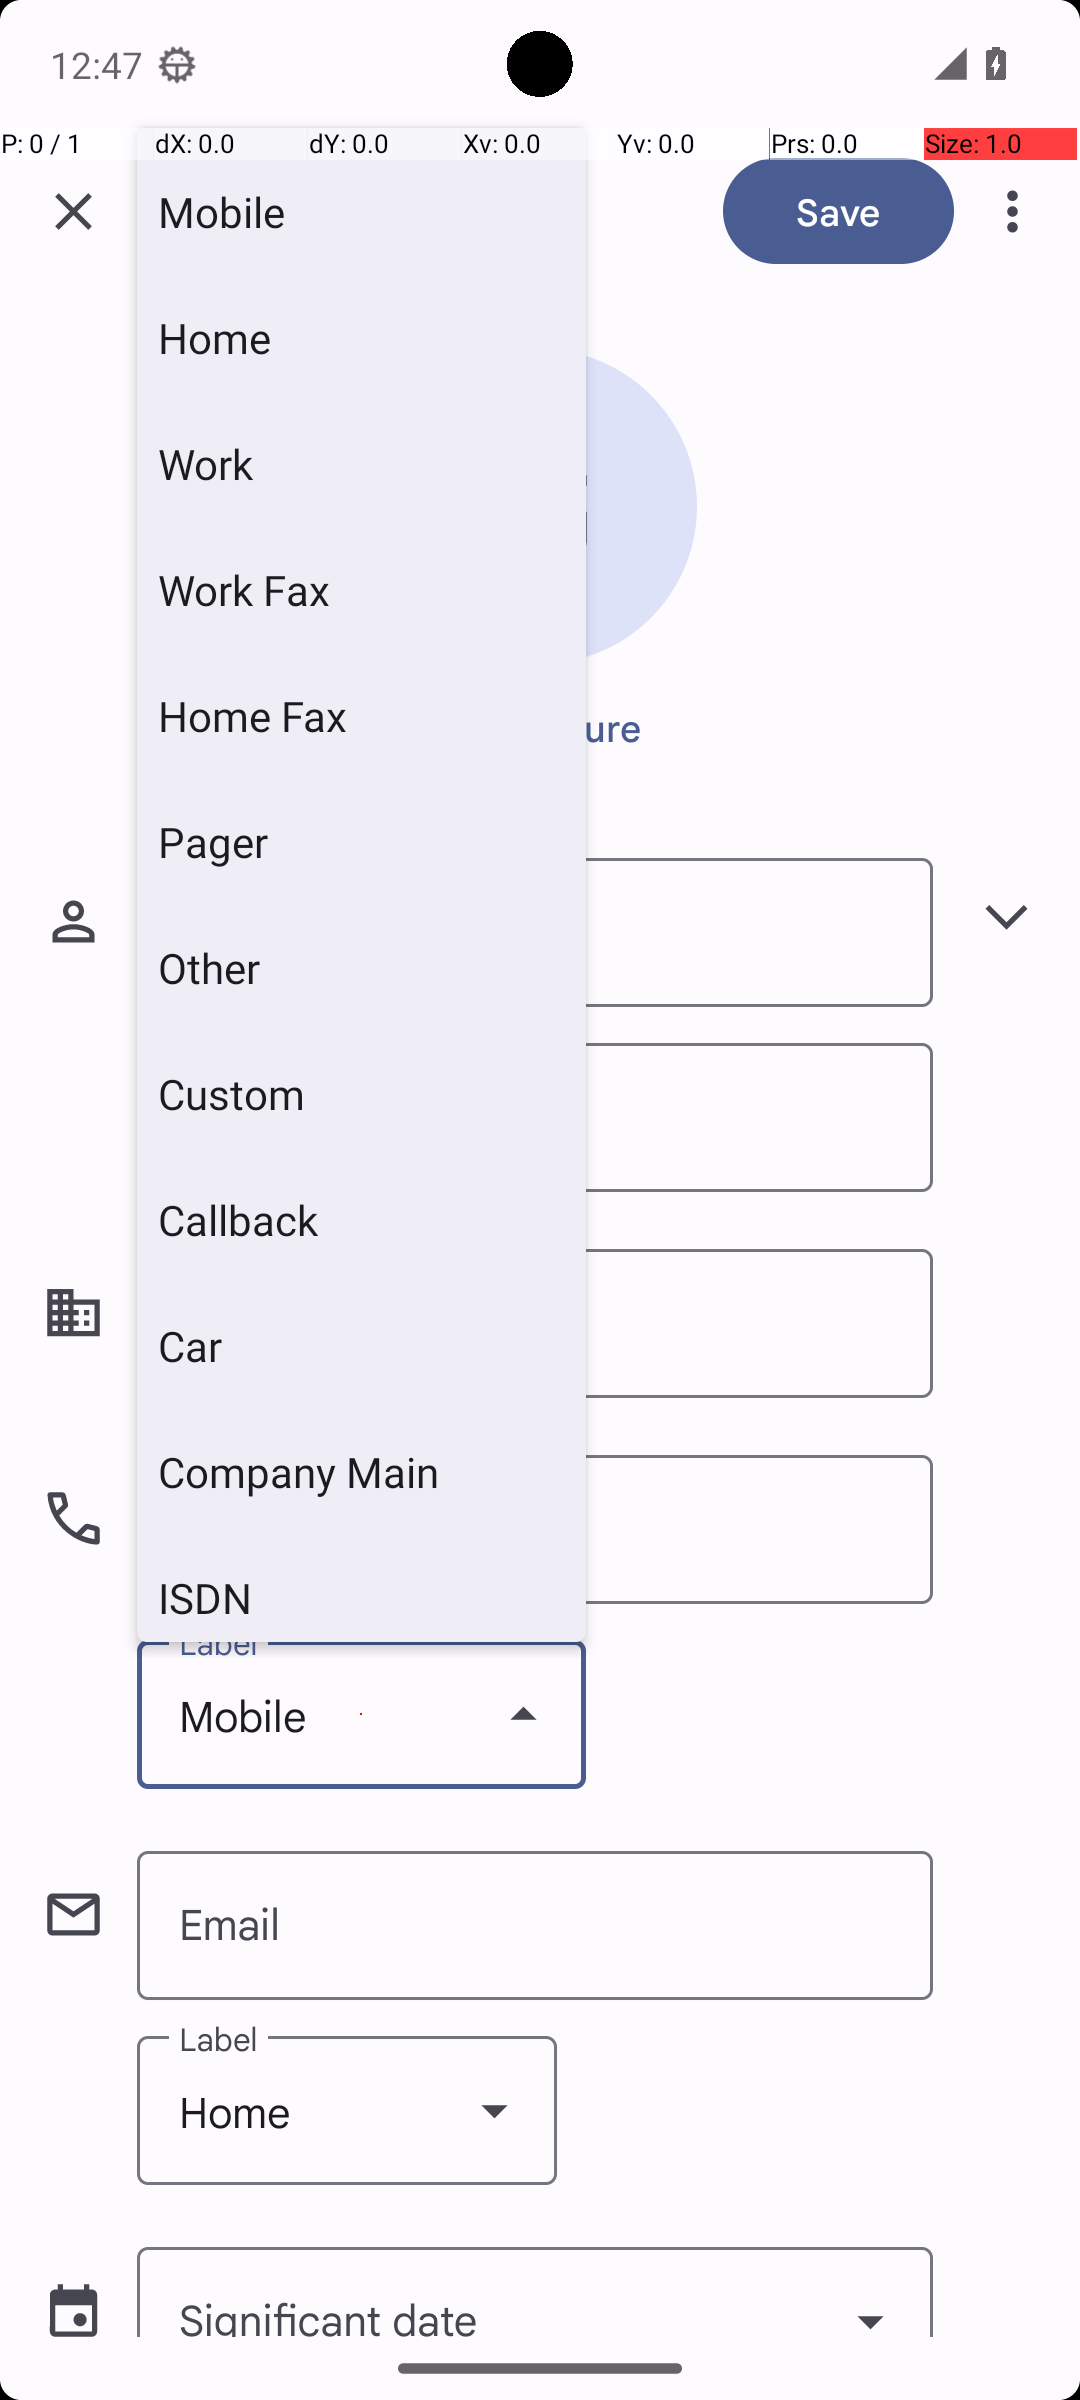 12:47
P: 0 / 1 dX: 0.0 dY: 0.0 Xv: 0.0 Yv: 0.0 Prs: 0.0 Size: 1.0
Mobile
Save
Home
Work
Work Fax
Home Fax
ure
Pager
Other
Custom
Callback
Car
Company Main
ISDN
Label
Mobile
Email
Label
Home
Significant date